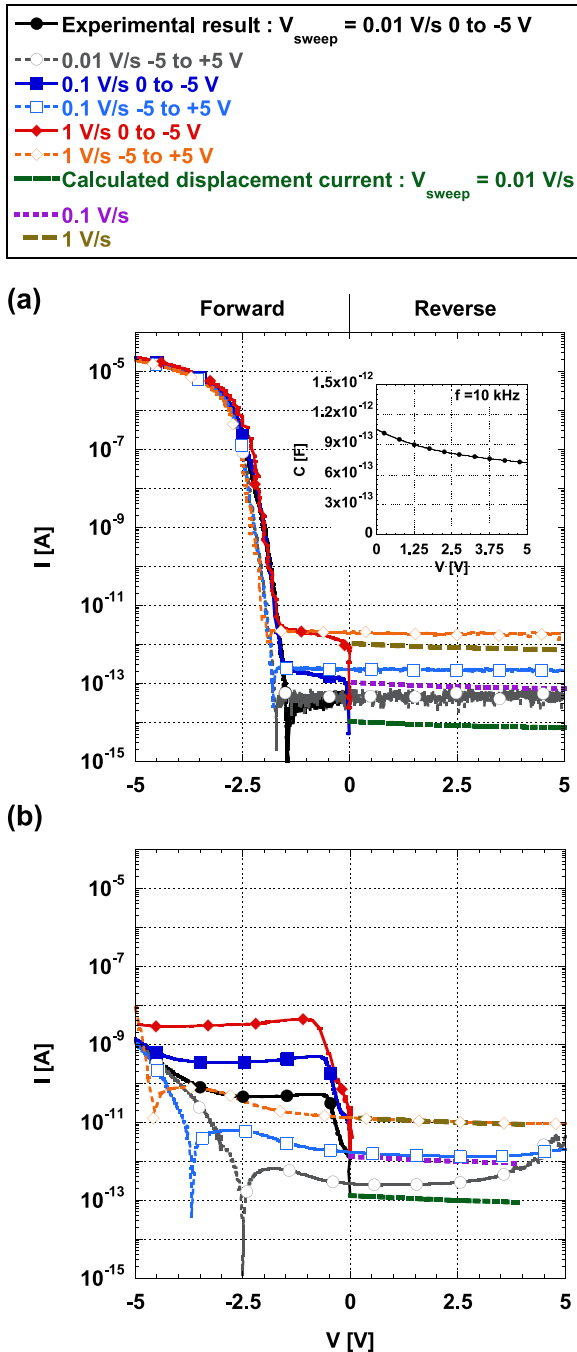 Experimental result : V_sweep = 0.01 V/s 0 to -5 V
0.01 V/s -5 to +5 V
0.1 V/s 0 to -5 V
0.1 V/s -5 to +5 V
1 V/s 0 to -5 V
1 V/s -5 to +5 V
Calculated displacement current : V_sweep = 0.01 V/s
0.1 V/s
1 V/s
(a)
Forward
Reverse
I [A]
10^-5
10^-7
10^-9
10^-11
10^-13
10^-15
-5
-2.5
0
2.5
5
f =10 kHz
C [F]
1.5x10^-12
1.2x10^-12
9x10^-13
6x10^-13
3x10^-13
0
0
1.25
2.5
3.75
5
V [V]
(b)
I [A]
10^-5
10^-7
10^-9
10^-11
10^-13
10^-15
-5
-2.5
0
2.5
5
V [V]